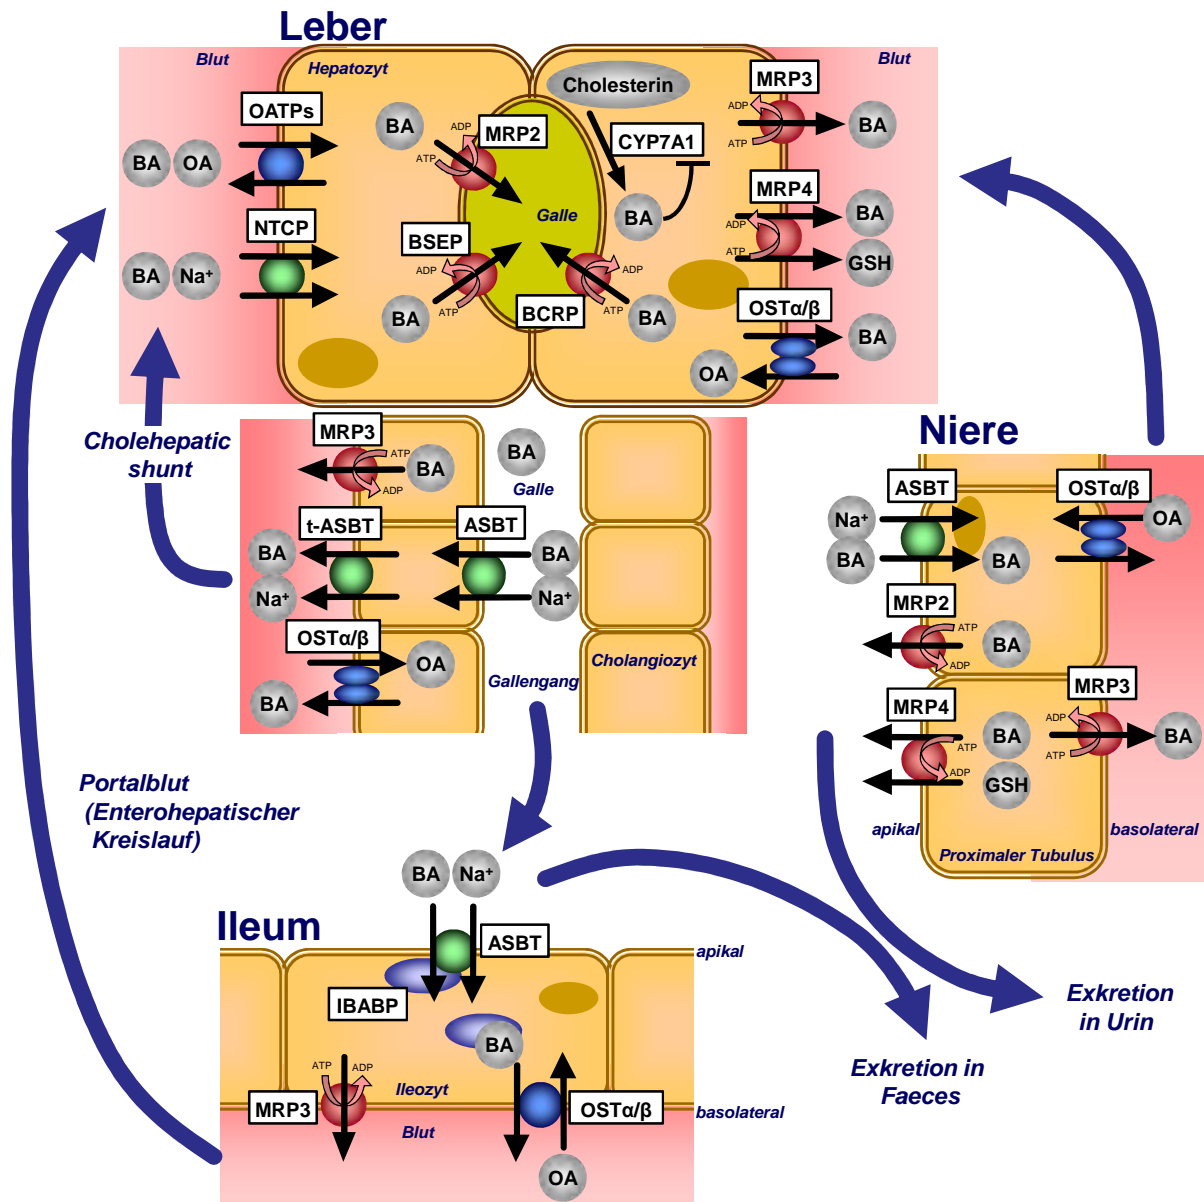 Leber
Blut
Hepatozyt
OATPs
BA
OA
NTCP
BA
Na+
BA
ADP
ATP
MRP2
BSEP
ADP
ATP
BA
Galle
Cholesterin
CYP7A1
BA
BCRP
ADP
ATP
BA
MRP3
Blut
ADP
ATP
BA
MRP4
ADP
ATP
BA
GSH
OSTα/β
BA
OA
Cholehepatic
shunt
MRP3
ATP
ADP
BA
BA
Galle
t-ASBT
ASBT
BA
Na+
BA
Na+
OSTα/β
OA
BA
Gallengang
Cholangiozyt
Niere
ASBT
OSTα/β
Na+
BA
BA
OA
MRP2
ATP
ADP
BA
MRP4
ATP
ADP
BA
GSH
MRP3
ADP
ATP
BA
apikal
basolateral
Proximaler Tubulus
Portalblut
(Enterohepatischer
Kreislauf)
BA
Na+
Ileum
ASBT
apikal
IBABP
BA
ATP
ADP
MRP3
Ileozyt
Blut
OSTα/β
basolateral
OA
Exkretion
in Urin
Exkretion in
Faeces